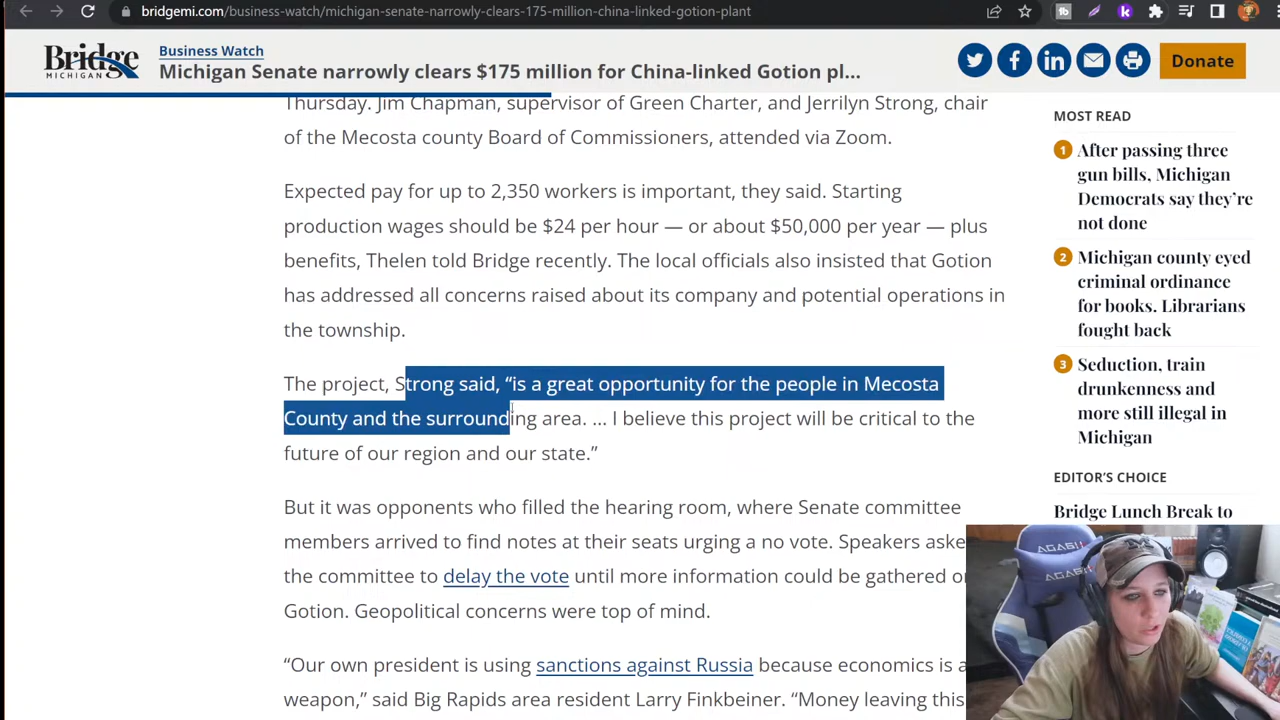 bridgemi.com/business-watch/michigan-senate-narrowly-clears-175-million-china-linked-gotion-plant
Bridge
MICHIGAN
Business Watch
Michigan Senate narrowly clears $175 million for China-linked Gotion pl...
Donate
Thursday. Jim Chapman, supervisor of Green Charter, and Jerrilyn Strong, chair
of the Mecosta county Board of Commissioners, attended via Zoom.
Expected pay for up to 2,350 workers is important, they said. Starting
production wages should be $24 per hour — or about $50,000 per year — plus
benefits, Thelen told Bridge recently. The local officials also insisted that Gotion
has addressed all concerns raised about its company and potential operations in
the township.
The project, Strong said, “is a great opportunity for the people in Mecosta
County and the surrounding area. … I believe this project will be critical to the
future of our region and our state.”
But it was opponents who filled the hearing room, where Senate committee
members arrived to find notes at their seats urging a no vote. Speakers aske
the committee to delay the vote until more information could be gathered o
Gotion. Geopolitical concerns were top of mind.
“Our own president is using sanctions against Russia because economics is a
weapon,” said Big Rapids area resident Larry Finkbeiner. “Money leaving this
MOST READ
1 After passing three
gun bills, Michigan
Democrats say they’re
not done
2 Michigan county eyed
criminal ordinance
for books. Librarians
fought back
3 Seduction, train
drunkenness and
more still illegal in
Michigan
EDITOR’S CHOICE
Bridge Lunch Break to